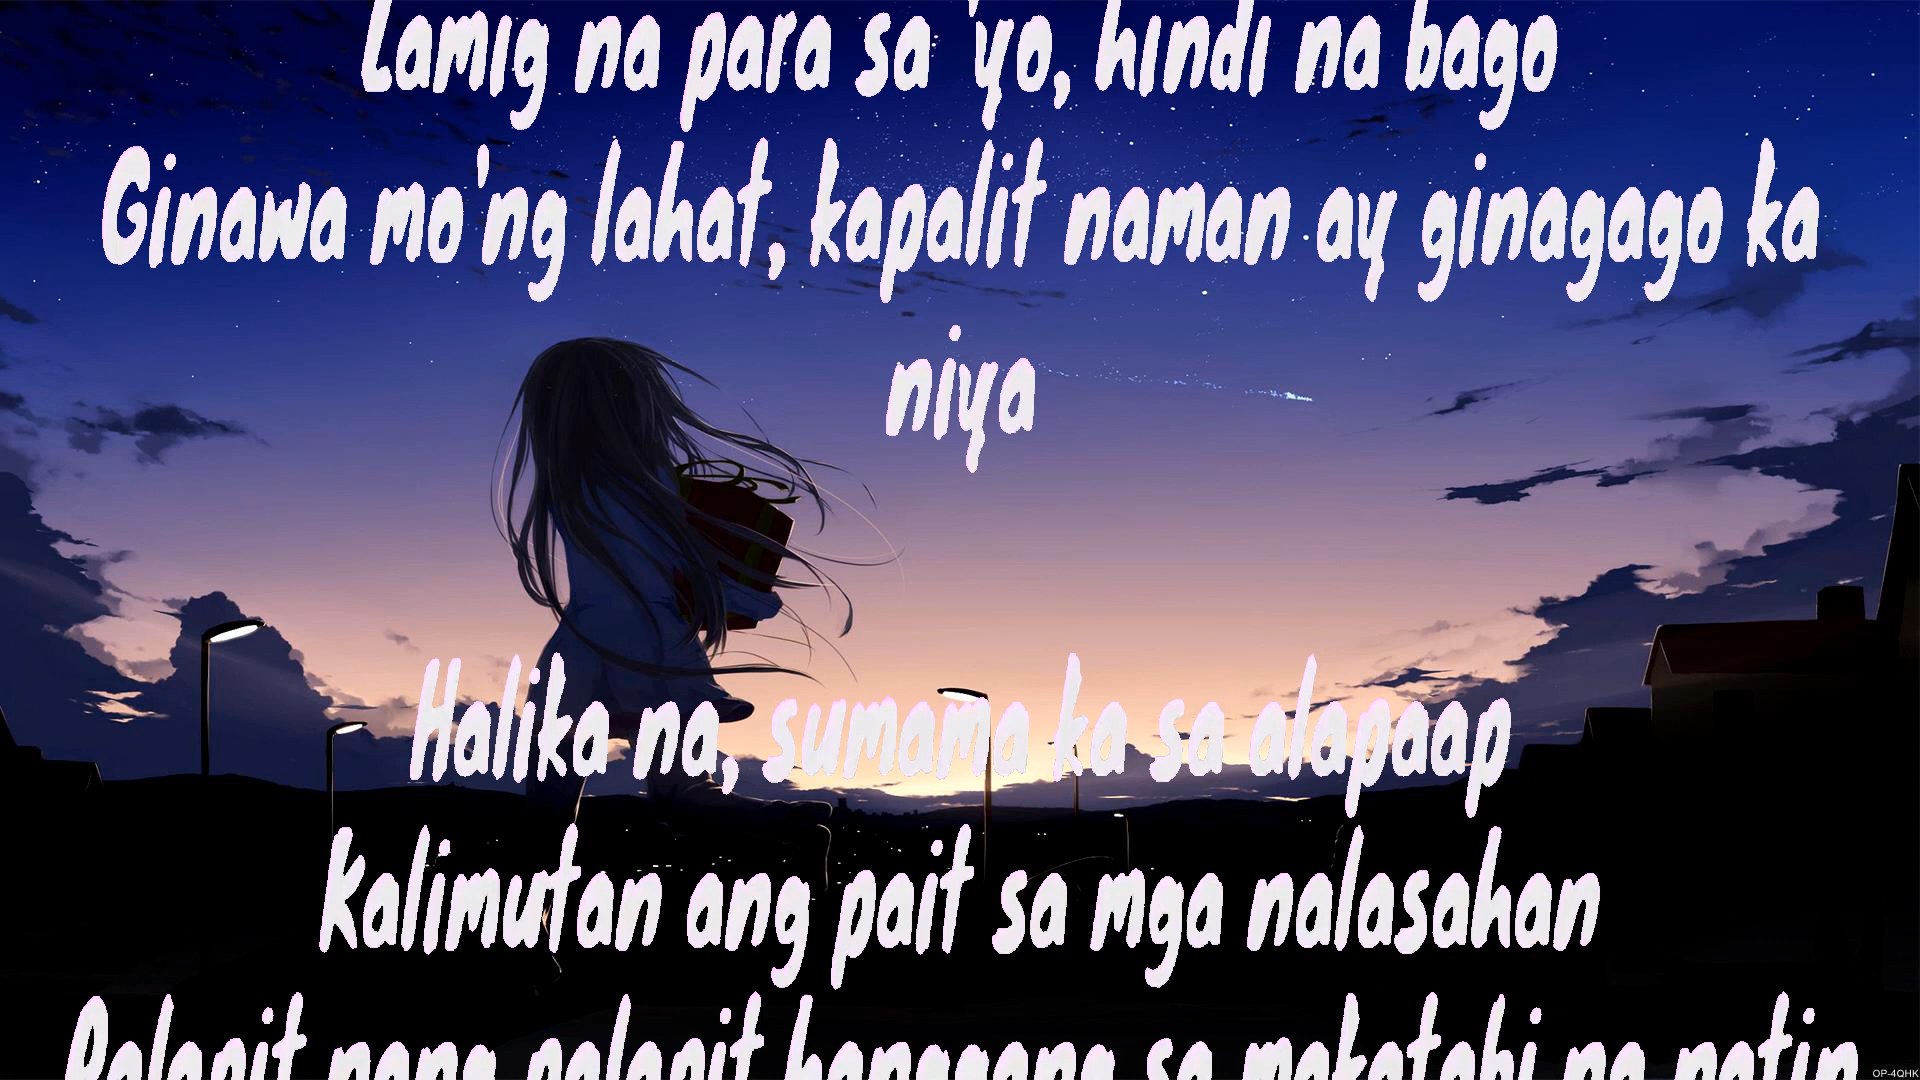 Lamig na para sa 'yo, hindi na bago
Ginawa mo'ng lahat, kapalit naman ay ginagago ka
niya
Halika na, sumama ka sa alapaap
Kalimutan ang pait sa mga nalasahan
Palapit nang palapit hanggang sa makatabi na natin
OP-4QHK